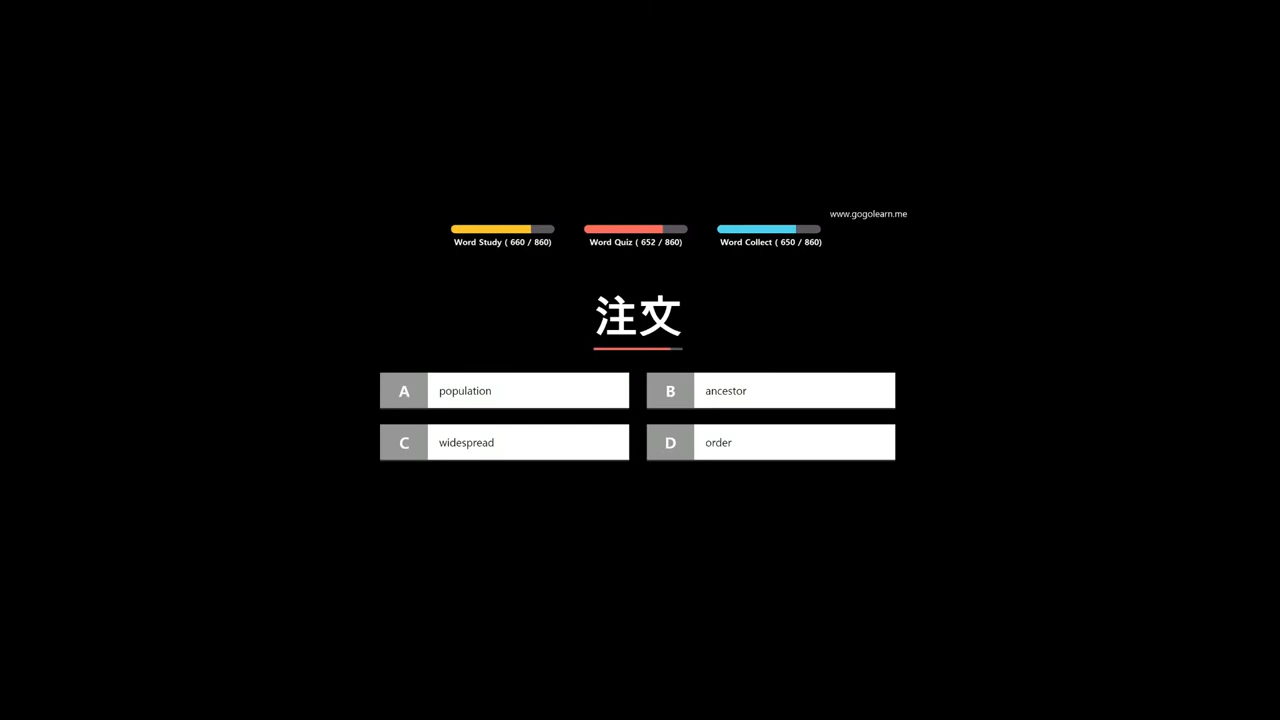 www.gogolearn.me
Word Study ( 660 / 860)
Word Quiz ( 652 / 860)
Word Collect ( 650 / 860)
注文
A population
B ancestor
C widespread
D order